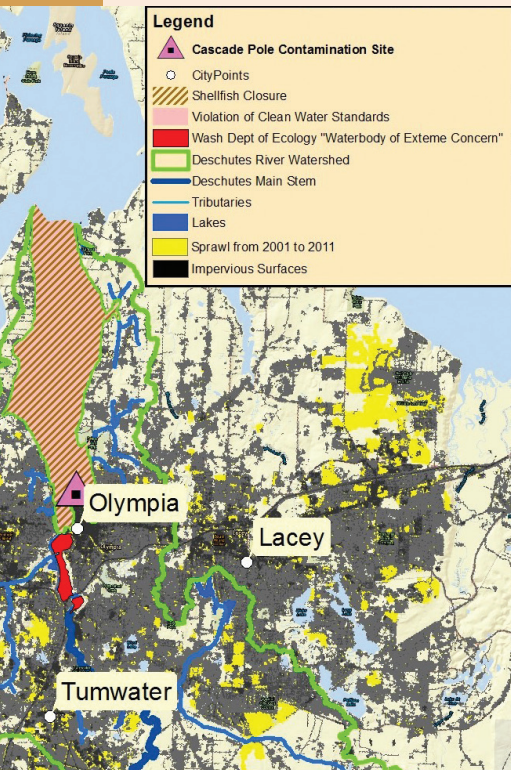 Legend
Cascade Pole Contamination Site
CityPoints
Shellfish Closure
Violation of Clean Water Standards
Wash Dept of Ecology "Waterbody of Exteme Concern"
Deschutes River Watershed
Deschutes Main Stem
Tributaries
Lakes
Sprawl from 2001 to 2011
Impervious Surfaces
Olympia
Lacey
Tumwater